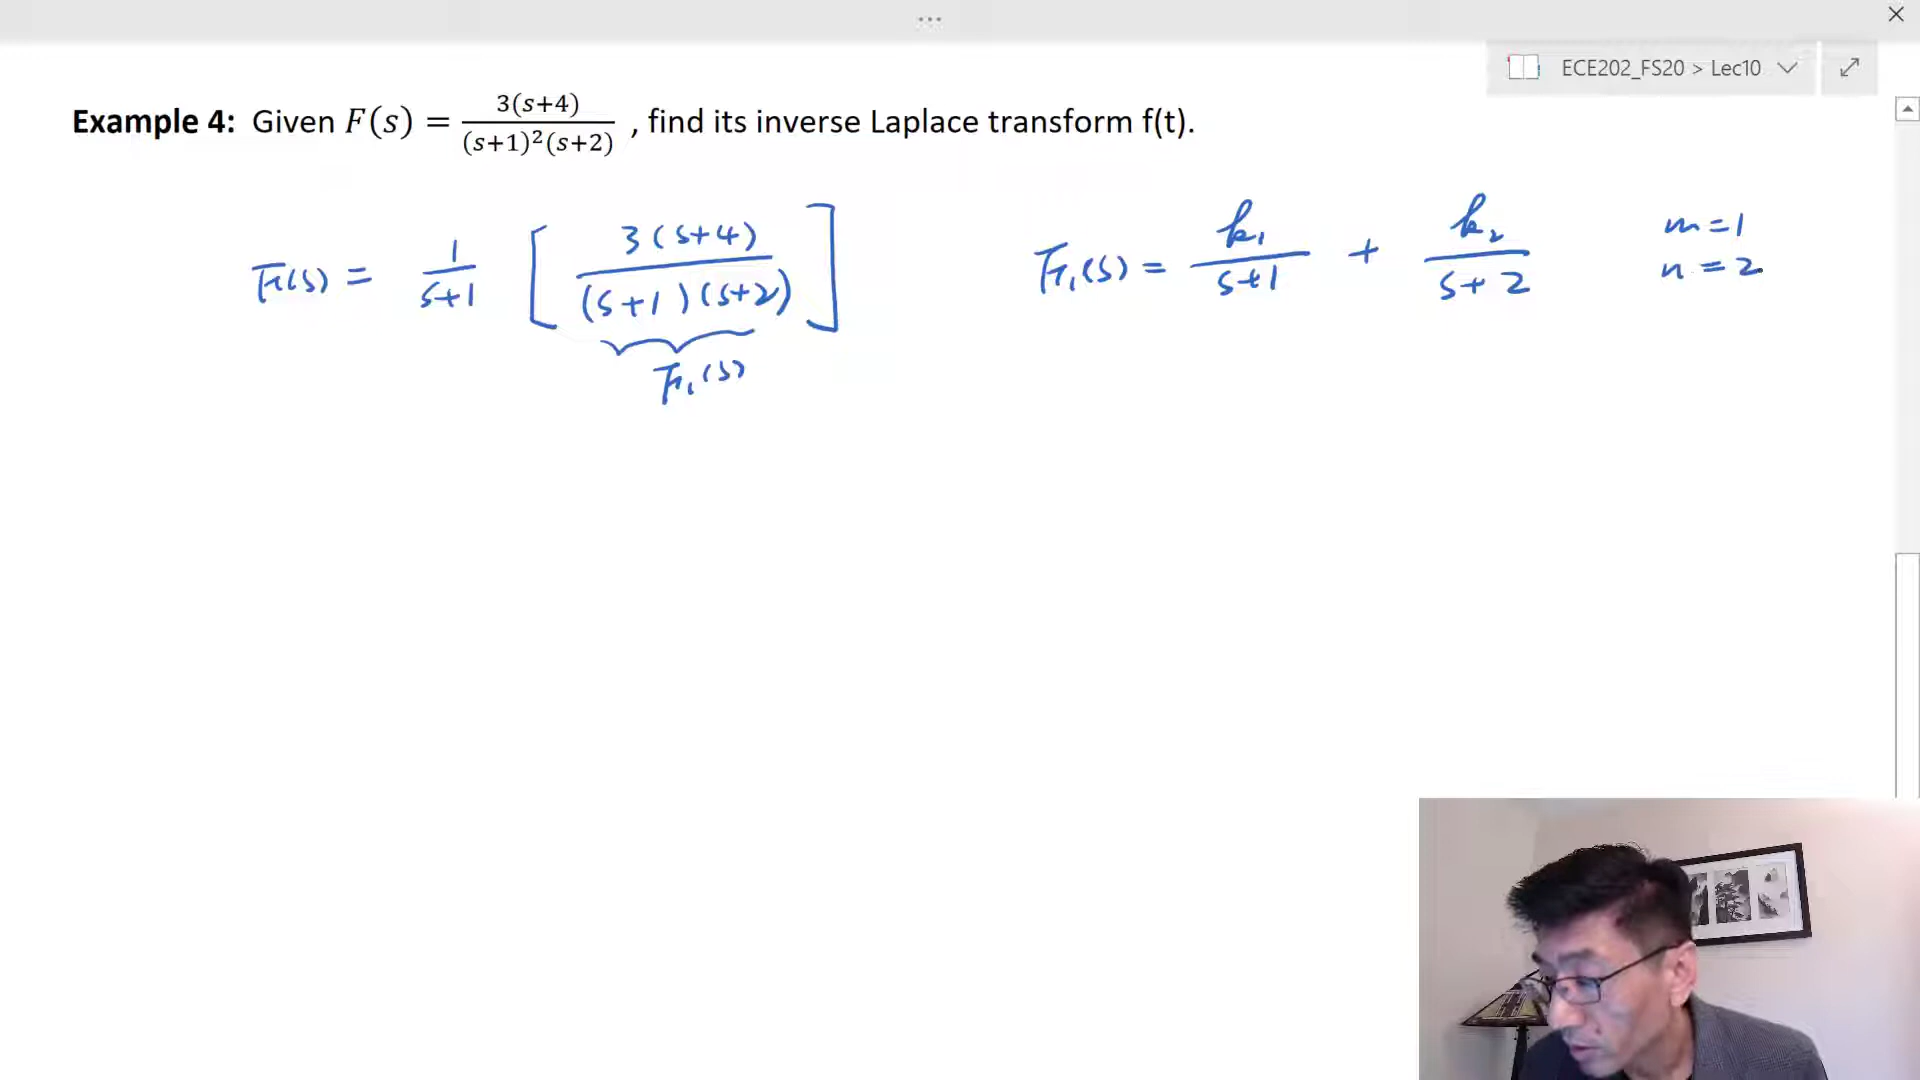 ECE202_FS20 > Lec10
Example 4: Given F(s) = 3(s+4) / (s+1)²(s+2) , find its inverse Laplace transform f(t).
F(s) = 1 / s+1 [ 3(s+4) / (s+1)(s+2) ]
F₁(s)
F₁(s) = k₁ / s+1 + k₂ / s+2
m=1
n=2